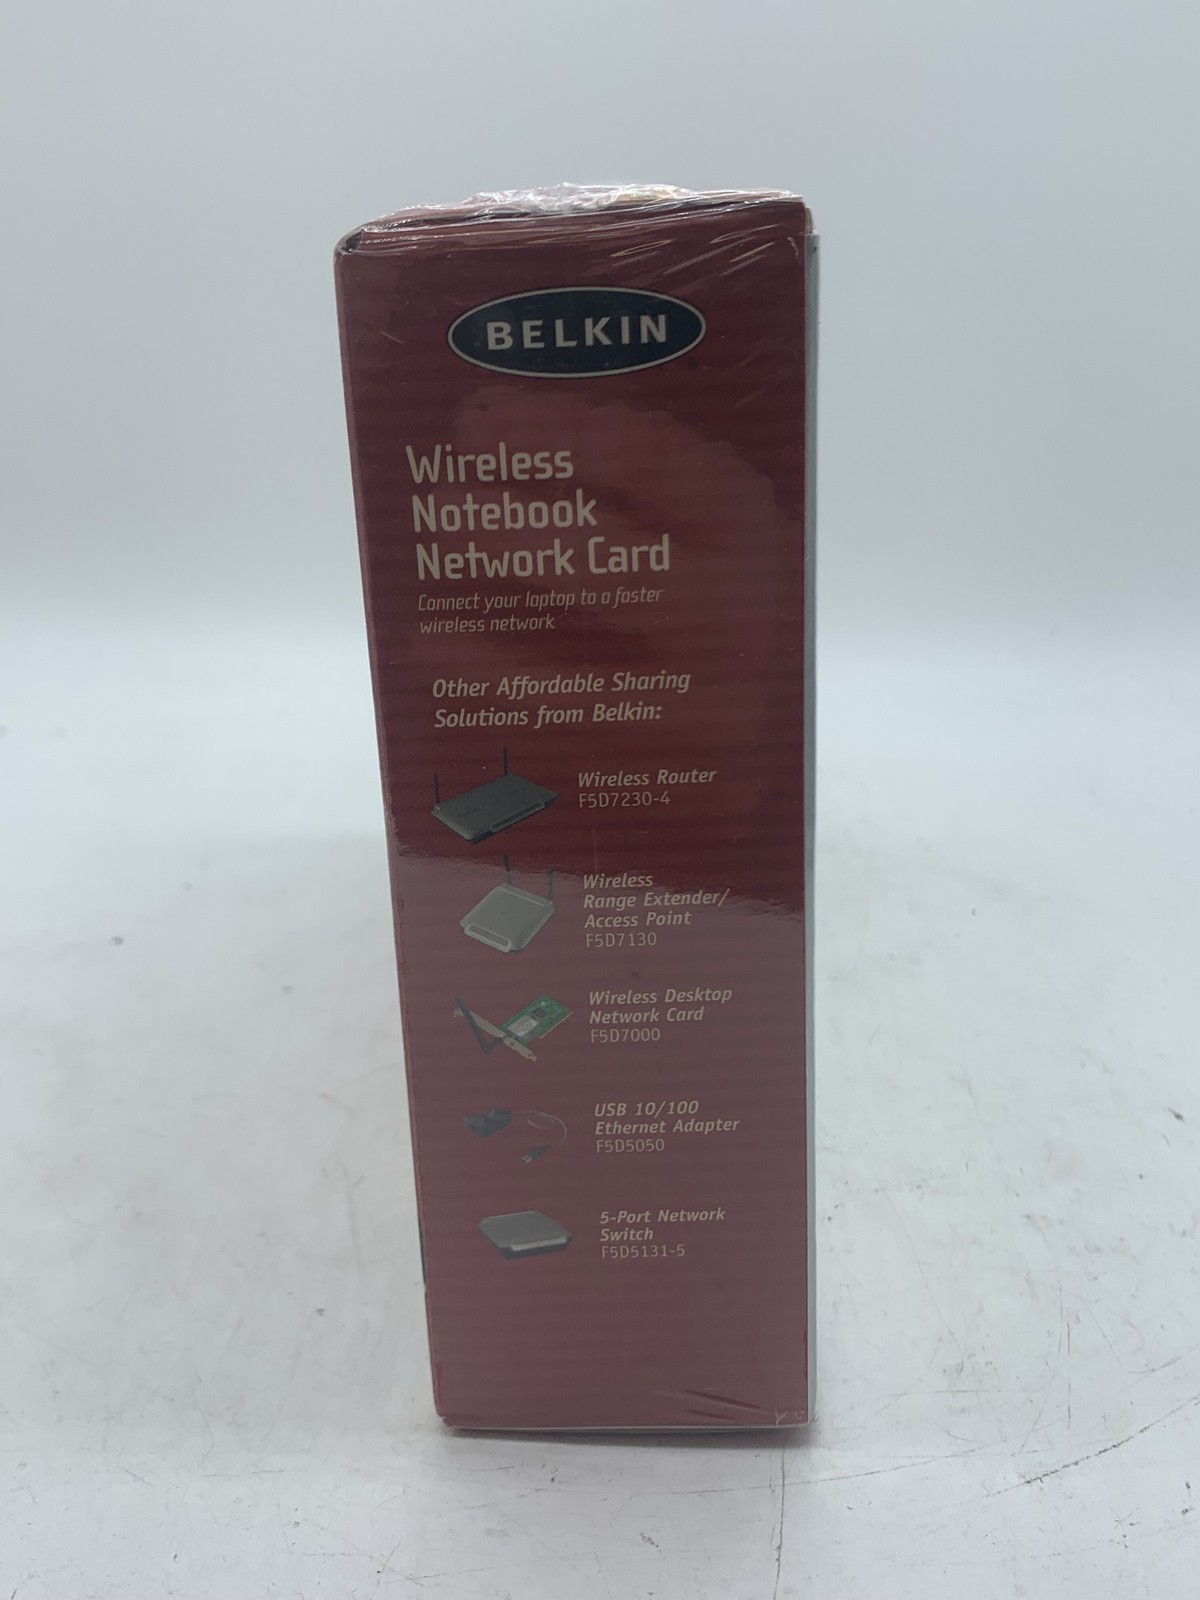 BELKIN
Wireless
Notebook
Network Card
Connect your laptop to a faster
wireless network
Other Affordable Sharing
Solutions from Belkin:
Wireless Router
F5D7230-4
Wireless
Range Extender/
Access Point
F5D7130
Wireless Desktop
Network Card
F5D7000
USB 10/100
Ethernet Adapter
F5D5050
5-Port Network
Switch
F5D5131-5